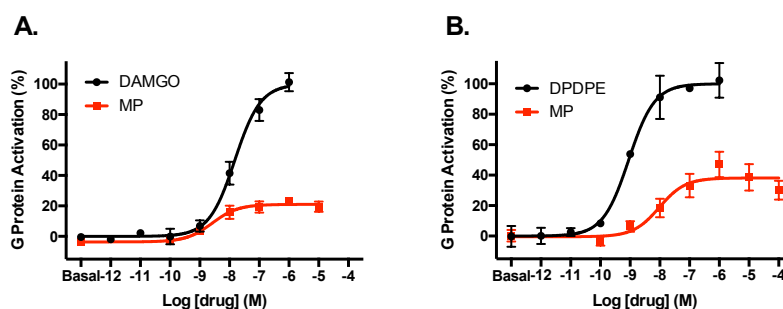 A.
G Protein Activation (%)
100
80
60
40
20
0
DAMGO
MP
Basal -12 -11 -10 -9 -8 -7 -6 -5 -4
Log [drug] (M)
B.
G Protein Activation (%)
100
80
60
40
20
0
DPDPE
MP
Basal -12 -11 -10 -9 -8 -7 -6 -5 -4
Log [drug] (M)